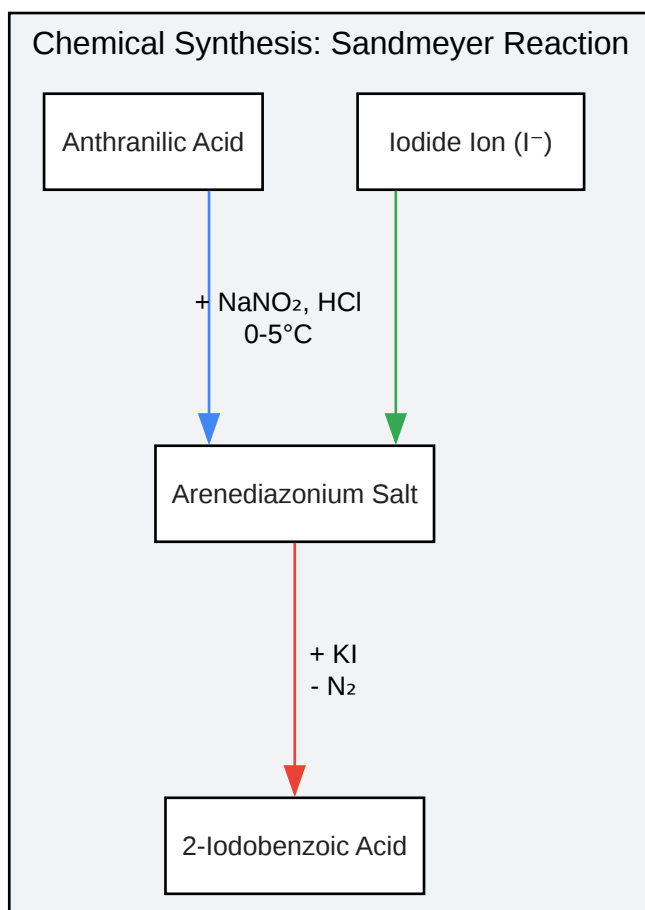 Chemical Synthesis: Sandmeyer Reaction
Anthranilic Acid
Iodide Ion (I⁻)
+ NaNO₂, HCl
0-5°C
Arenediazonium Salt
+ KI
- N₂
2-Iodobenzoic Acid